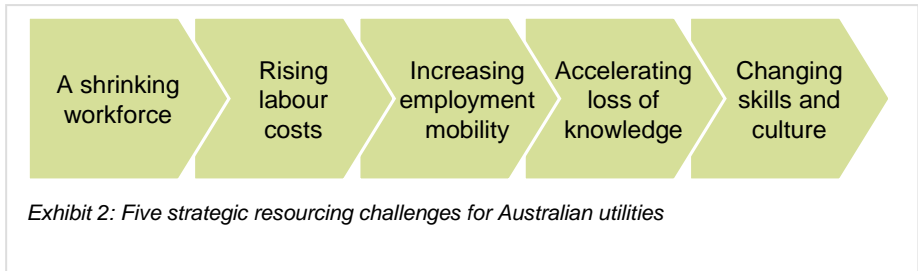 A shrinking
workforce
Rising
labour
costs
Increasing
employment
mobility
Accelerating
loss of
knowledge
Changing
skills and
culture
Exhibit 2: Five strategic resourcing challenges for Australian utilities